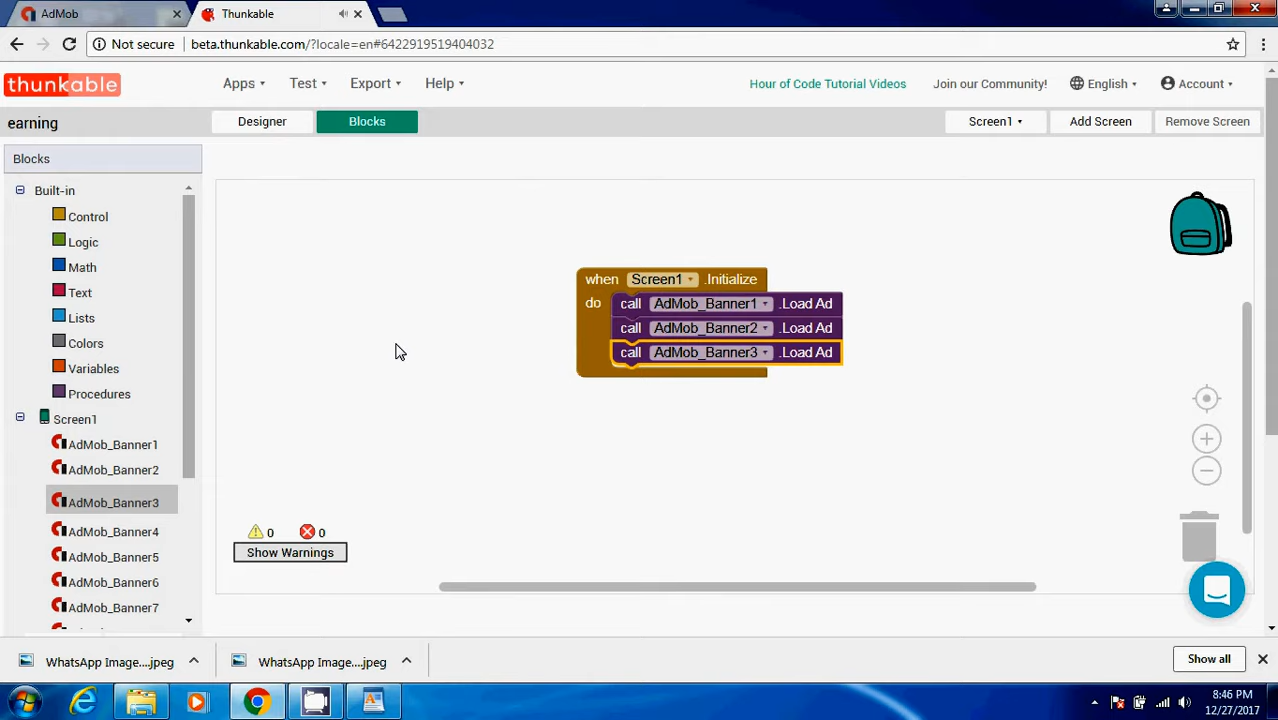 AdMob
Thunkable
Not secure
beta.thunkable.com/?locale=en#6422919519404032
thunkable
Apps
Test
Export
Help
Hour of Code Tutorial Videos
Join our Community!
English
Account
earning
Designer
Blocks
Screen1
Add Screen
Remove Screen
Blocks
Built-in
Control
Logic
Math
Text
Lists
Colors
Variables
Procedures
Screen1
AdMob_Banner1
AdMob_Banner2
AdMob_Banner3
AdMob_Banner4
AdMob_Banner5
AdMob_Banner6
AdMob_Banner7
when Screen1 .Initialize
do call AdMob_Banner1 .Load Ad
call AdMob_Banner2 .Load Ad
call AdMob_Banner3 .Load Ad
0 0
Show Warnings
WhatsApp Image....jpeg
WhatsApp Image....jpeg
Show all
8:46 PM
12/27/2017